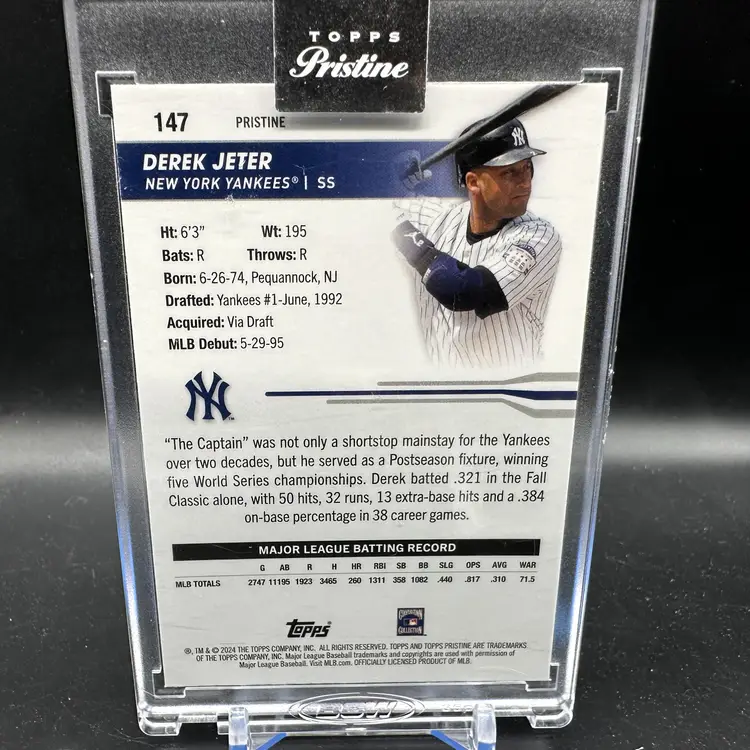 TOPPS
Pristine
147 PRISTINE
DEREK JETER
NEW YORK YANKEES® | SS
Ht: 6'3" Wt: 195
Bats: R Throws: R
Born: 6-26-74, Pequannock, NJ
Drafted: Yankees #1-June, 1992
Acquired: Via Draft
MLB Debut: 5-29-95
NY
"The Captain" was not only a shortstop mainstay for the Yankees
over two decades, but he served as a Postseason fixture, winning
five World Series championships. Derek batted .321 in the Fall
Classic alone, with 50 hits, 32 runs, 13 extra-base hits and a .384
on-base percentage in 38 career games.
MAJOR LEAGUE BATTING RECORD
G AB R H HR RBI SB BB SLG OPS AVG WAR
MLB TOTALS 2747 11195 1923 3465 260 1311 358 1082 .440 .817 .310 71.5
Topps
COOPERSTOWN
COLLECTION
®, TM & © 2024 THE TOPPS COMPANY, INC. ALL RIGHTS RESERVED. TOPPS AND TOPPS PRISTINE ARE TRADEMARKS
OF THE TOPPS COMPANY, INC. Major League Baseball trademarks and copyrights are used with permission of
Major League Baseball. Visit MLB.com. OFFICIALLY LICENSED PRODUCT OF MLB.